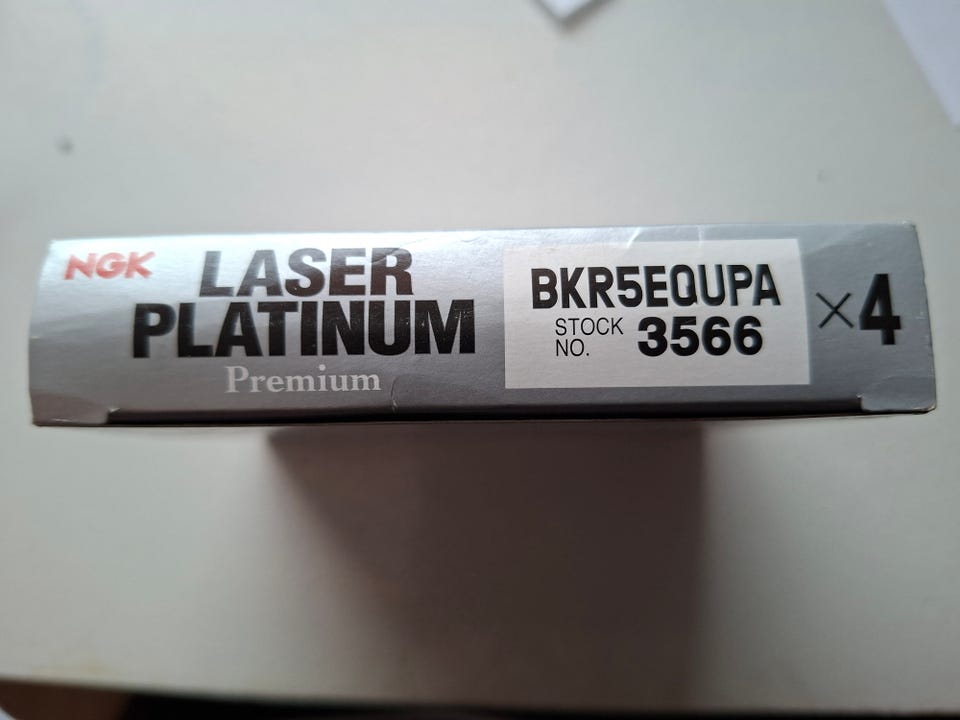 NGK
LASER
PLATINUM
Premium
BKR5EQUPA
STOCK
NO. 3566
×4